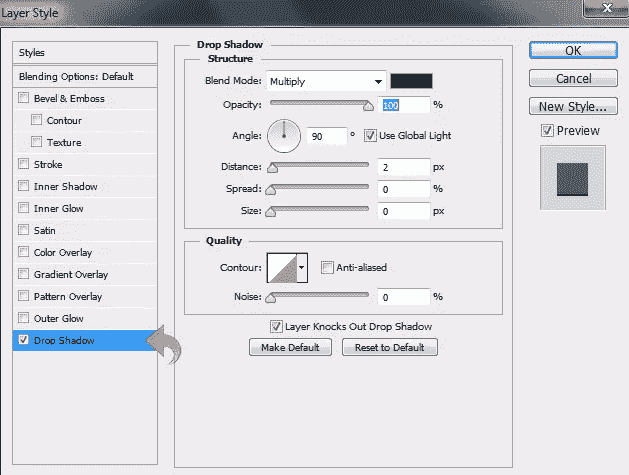 Layer Style
Styles
Blending Options: Default
Bevel & Emboss
Contour
Texture
Stroke
Inner Shadow
Inner Glow
Satin
Color Overlay
Gradient Overlay
Pattern Overlay
Outer Glow
Drop Shadow
Drop Shadow
Structure
Blend Mode: Multiply
Opacity: 100 %
Angle: 90 ° Use Global Light
Distance: 2 px
Spread: 0 %
Size: 0 px
Quality
Contour: Anti-aliased
Noise: 0 %
Layer Knocks Out Drop Shadow
Make Default Reset to Default
OK
Cancel
New Style...
Preview